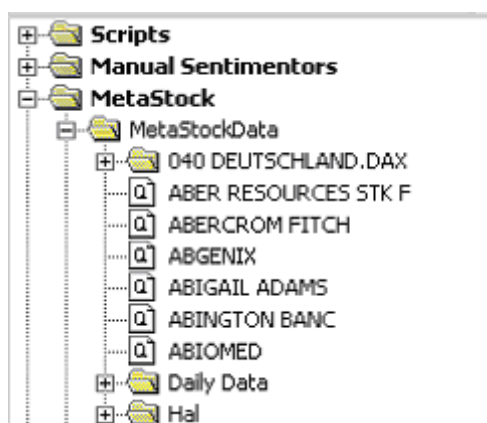 Scripts
Manual Sentimentors
MetaStock
MetaStockData
040 DEUTSCHLAND.DAX
ABER RESOURCES STK F
ABERCROM FITCH
ABGENIX
ABIGAIL ADAMS
ABINGTON BANC
ABIOMED
Daily Data
Hal